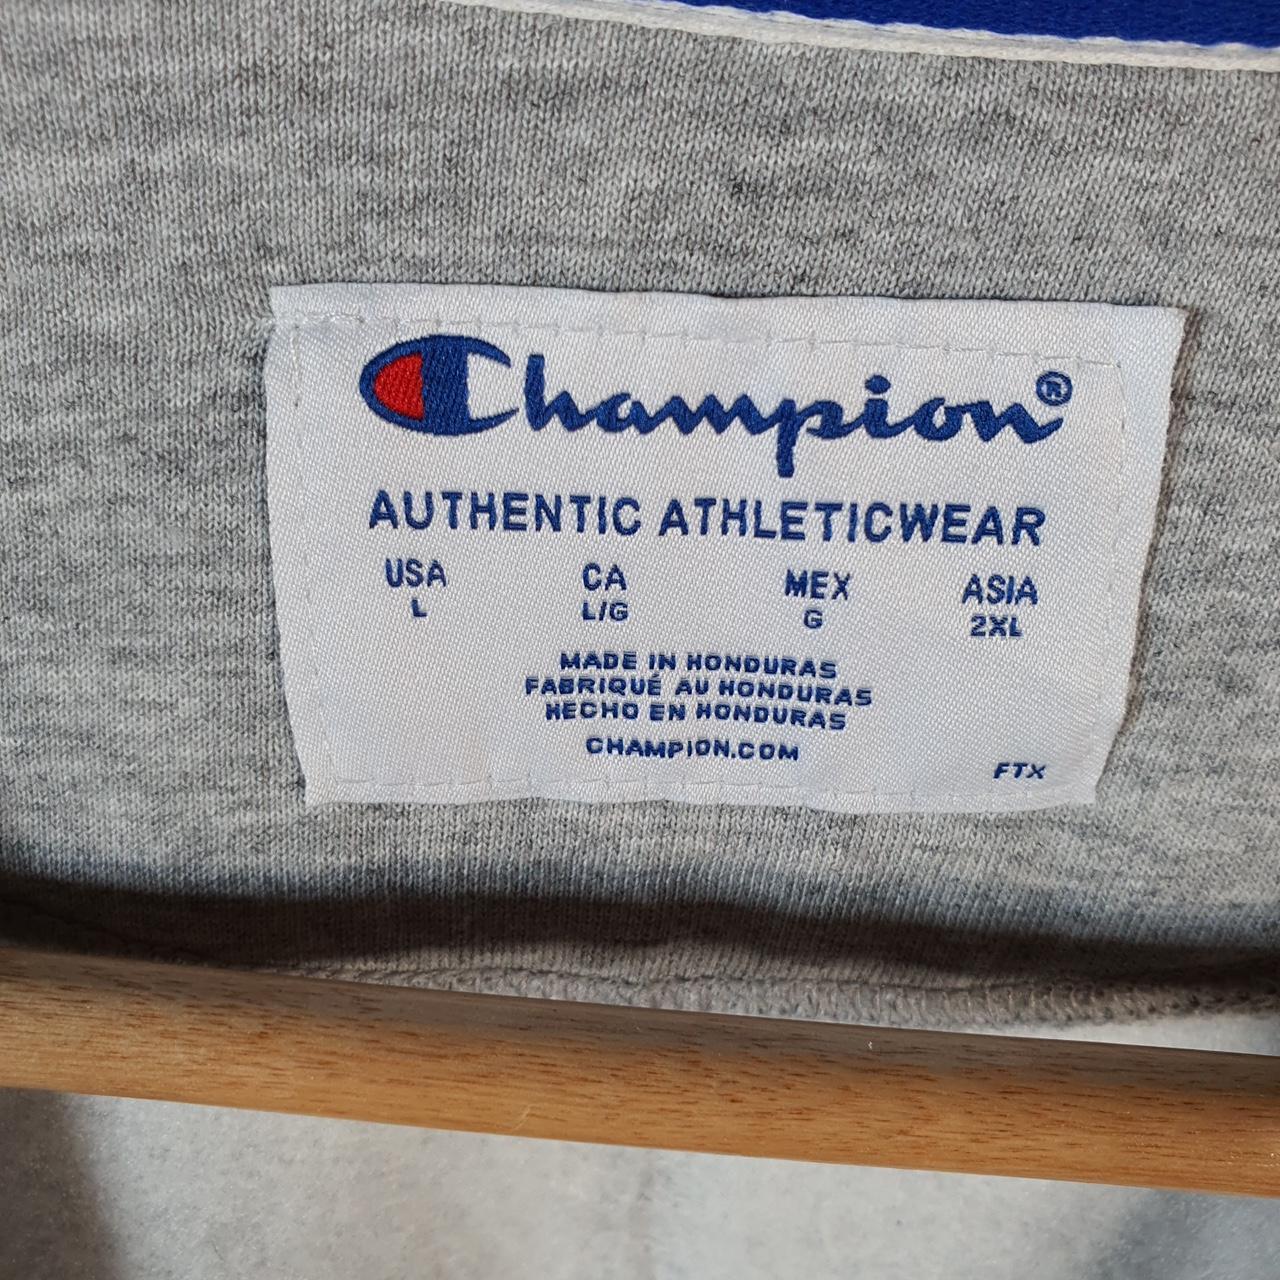 Champion®
AUTHENTIC ATHLETICWEAR
USA CA MEX ASIA
L L/G G 2XL
MADE IN HONDURAS
FABRIQUÉ AU HONDURAS
HECHO EN HONDURAS
CHAMPION.COM
FTX